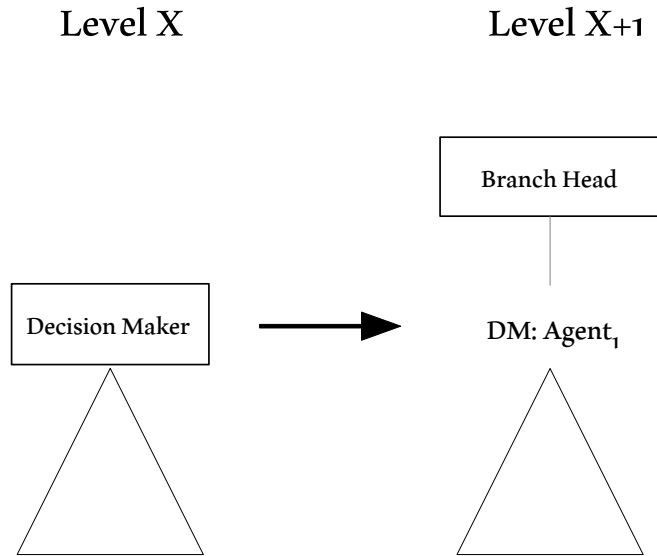 Level X
Level X+1
Branch Head
Decision Maker
DM: Agent₁